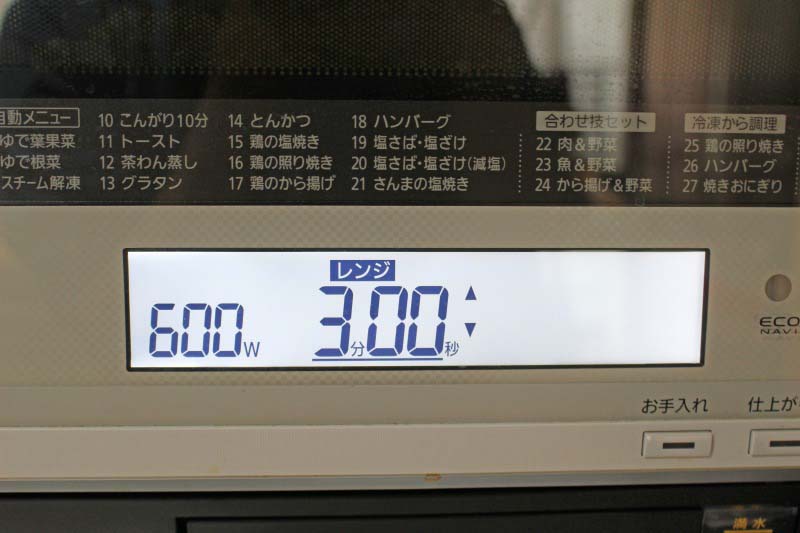 自動メニュー
ゆで葉果菜
ゆで根菜
スチーム解凍
10 こんがり10分
11 トースト
12 茶わん蒸し
13 グラタン
14 とんかつ
15 鶏の塩焼き
16 鶏の照り焼き
17 鶏のから揚げ
18 ハンバーグ
19 塩さば・塩ざけ
20 塩さば・塩ざけ(減塩)
21 さんまの塩焼き
合わせ技セット
22 肉&野菜
23 魚&野菜
24 から揚げ&野菜
冷凍から調理
25 鶏の照り焼き
26 ハンバーグ
27 焼きおにぎり
レンジ
600W 3分00秒
ECO
NAVI
お手入れ
仕上が
満水